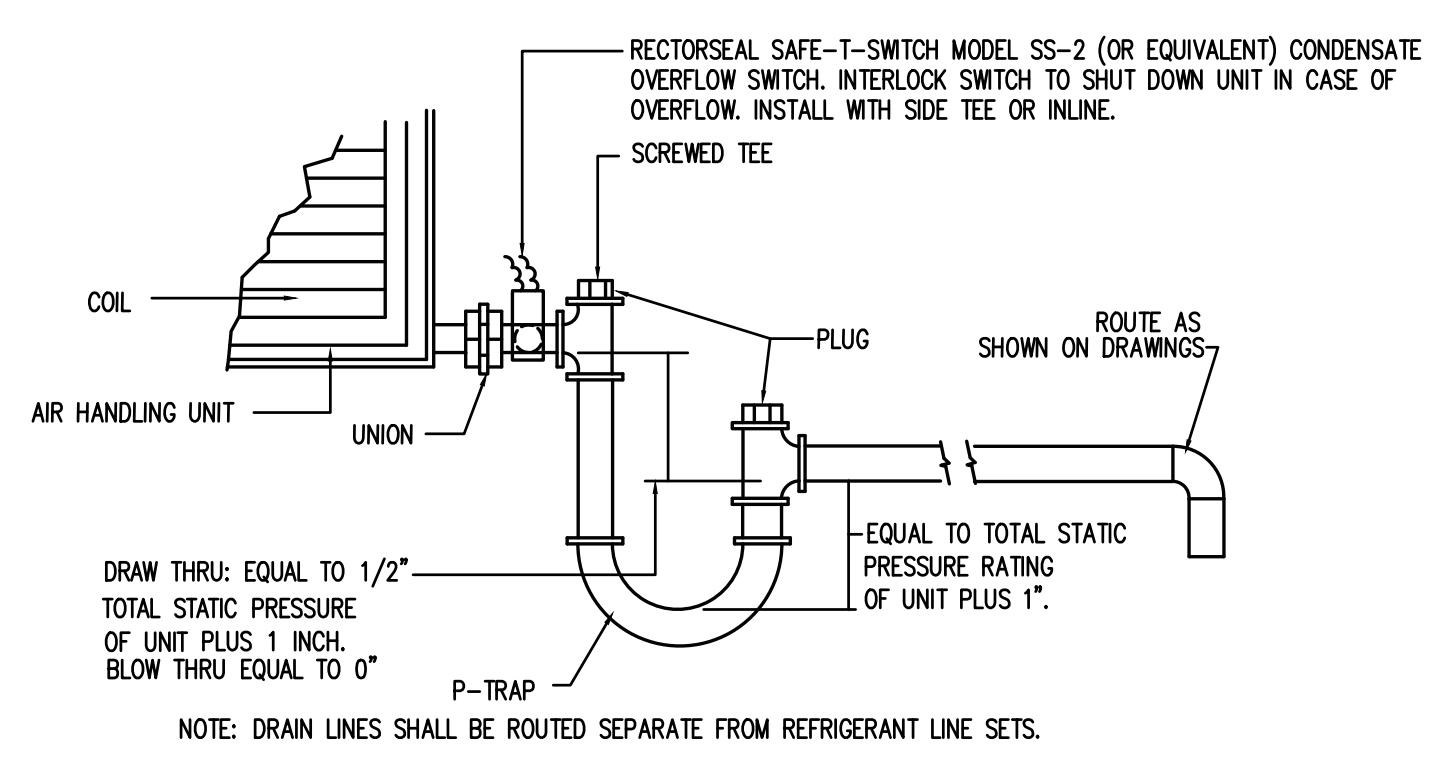 RECTORSEAL SAFE-T-SWITCH MODEL SS-2 (OR EQUIVALENT) CONDENSATE
OVERFLOW SWITCH. INTERLOCK SWITCH TO SHUT DOWN UNIT IN CASE OF
OVERFLOW. INSTALL WITH SIDE TEE OR INLINE.
SCREWED TEE
COIL
PLUG
ROUTE AS
SHOWN ON DRAWINGS
AIR HANDLING UNIT
UNION
EQUAL TO TOTAL STATIC
PRESSURE RATING
OF UNIT PLUS 1".
DRAW THRU: EQUAL TO 1/2"
TOTAL STATIC PRESSURE
OF UNIT PLUS 1 INCH.
BLOW THRU EQUAL TO 0"
P-TRAP
NOTE: DRAIN LINES SHALL BE ROUTED SEPARATE FROM REFRIGERANT LINE SETS.